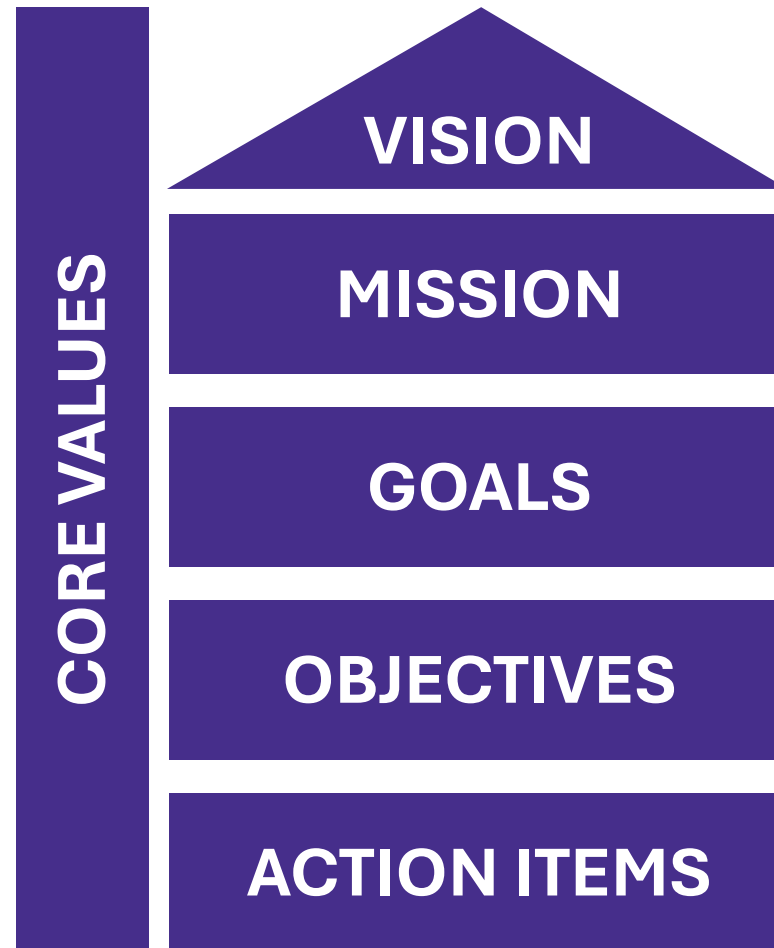 CORE VALUES
VISION
MISSION
GOALS
OBJECTIVES
ACTION ITEMS